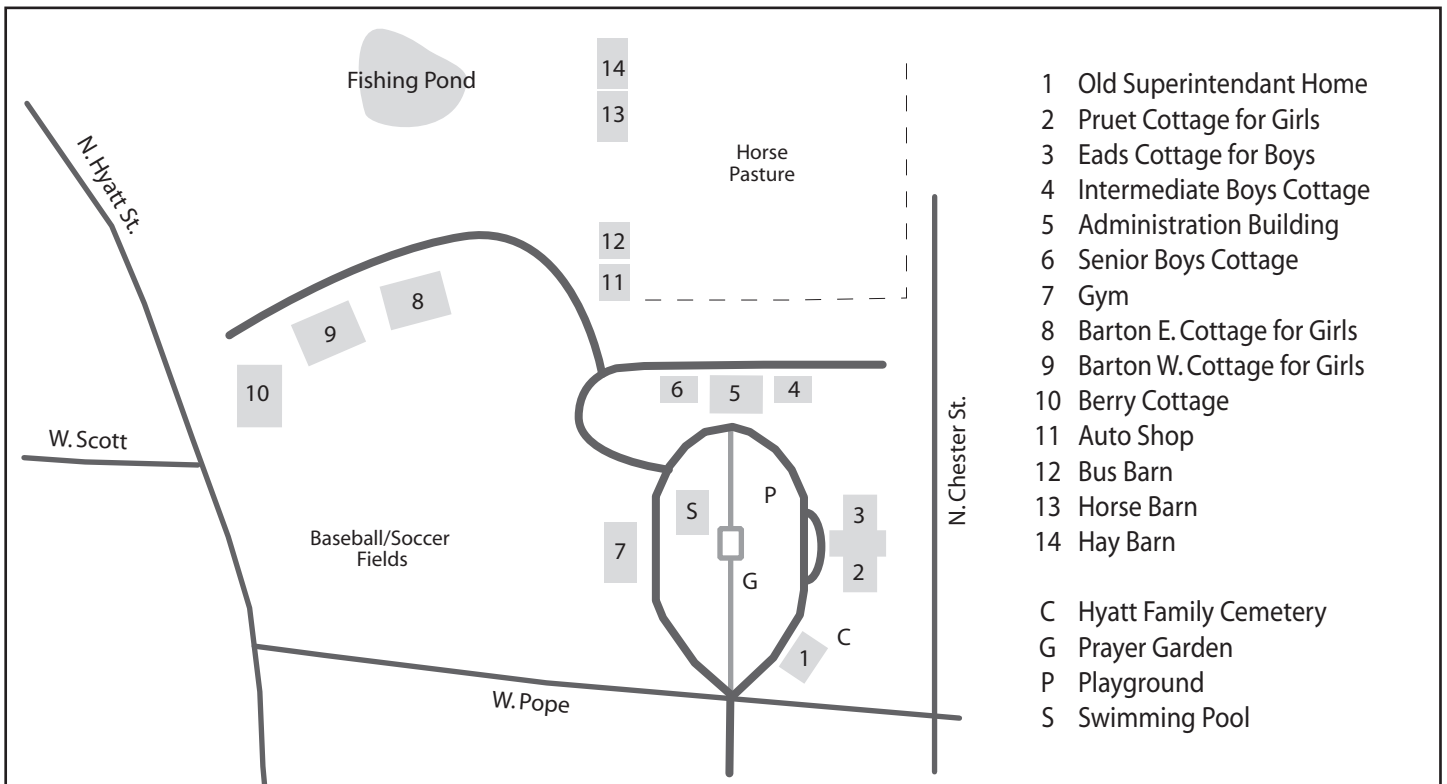 Fishing Pond
14
13
Horse
Pasture
N. Hyatt St.
12
11
8
9
10
6
5
4
W. Scott
N. Chester St.
P
S
3
Baseball/Soccer
Fields
7
2
G
C
1
W. Pope
1 Old Superintendant Home
2 Pruet Cottage for Girls
3 Eads Cottage for Boys
4 Intermediate Boys Cottage
5 Administration Building
6 Senior Boys Cottage
7 Gym
8 Barton E. Cottage for Girls
9 Barton W. Cottage for Girls
10 Berry Cottage
11 Auto Shop
12 Bus Barn
13 Horse Barn
14 Hay Barn
C Hyatt Family Cemetery
G Prayer Garden
P Playground
S Swimming Pool